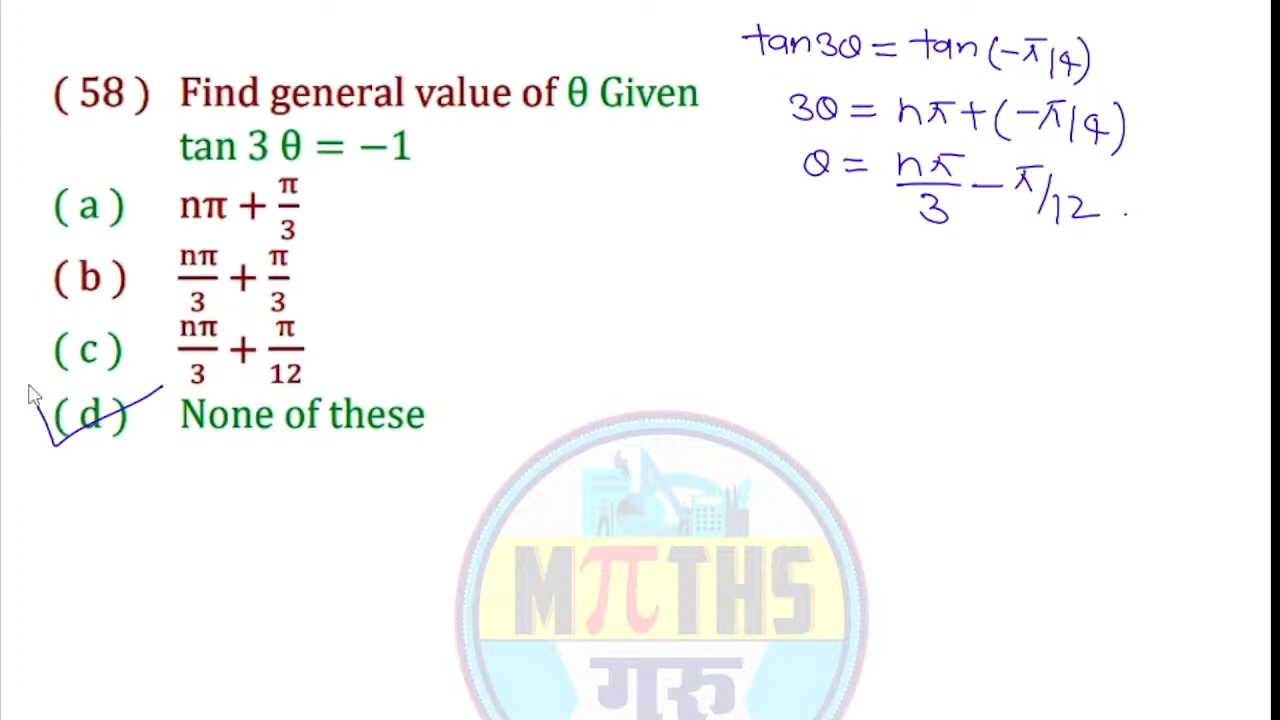 ( 58 ) Find general value of θ Given
tan 3 θ = −1
( a ) nπ + π/3
( b ) nπ/3 + π/3
( c ) nπ/3 + π/12
( d ) None of these
tan3θ = tan(−π/4)
3θ = nπ + (−π/4)
θ = nπ/3 − π/12 .
MπTHS
गुरु